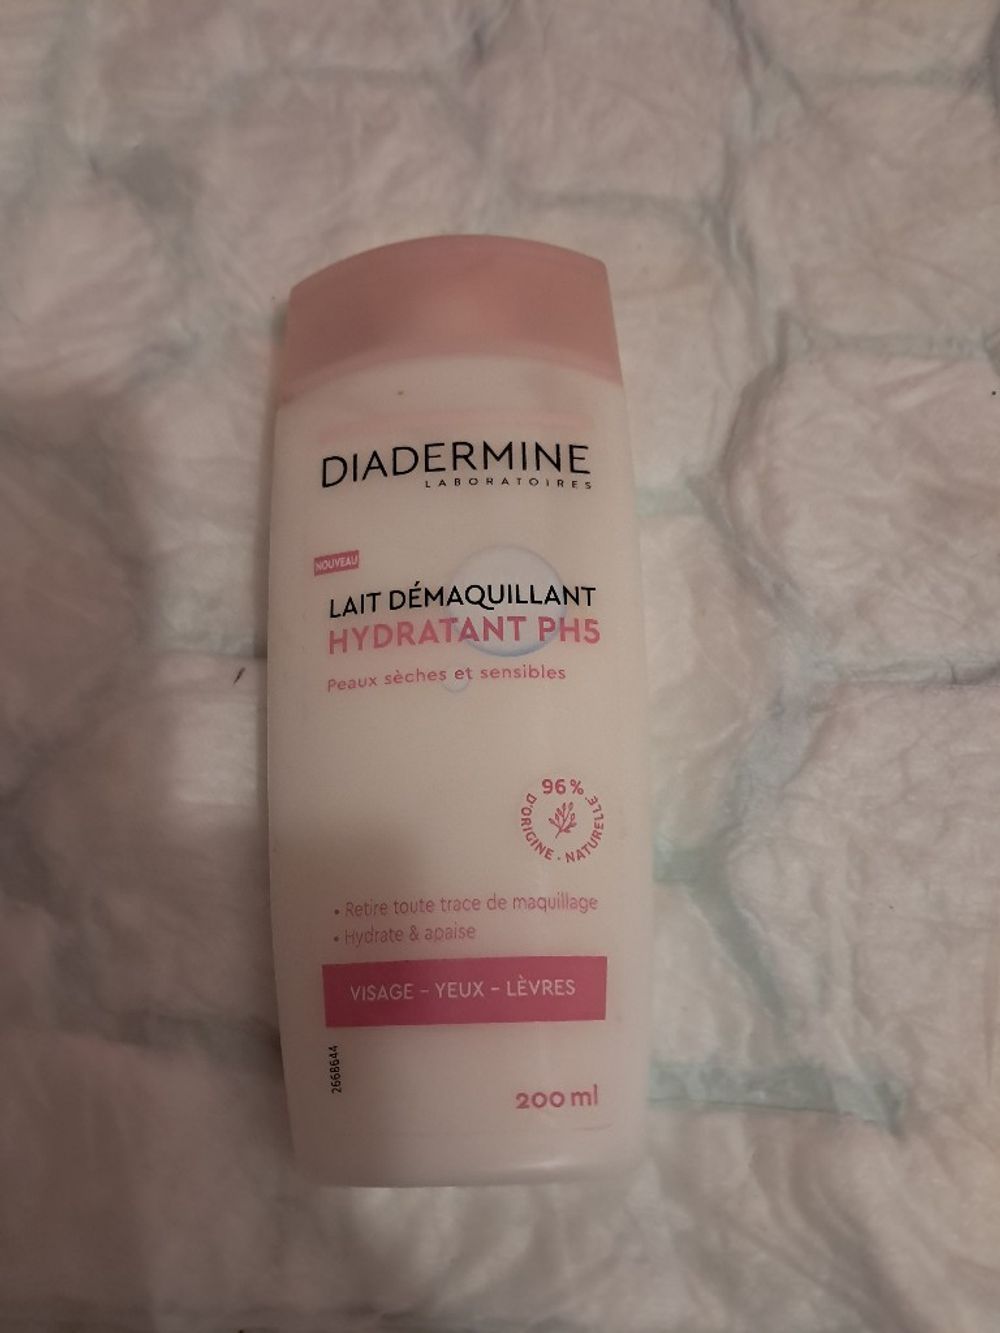 DIADERMINE
LABORATOIRES
NOUVEAU
LAIT DÉMAQUILLANT
HYDRATANT PH5
Peaux sèches et sensibles
96%
D'ORIGINE · NATURELLE
• Retire toute trace de maquillage
• Hydrate & apaise
VISAGE - YEUX - LÈVRES
2668644
200 ml